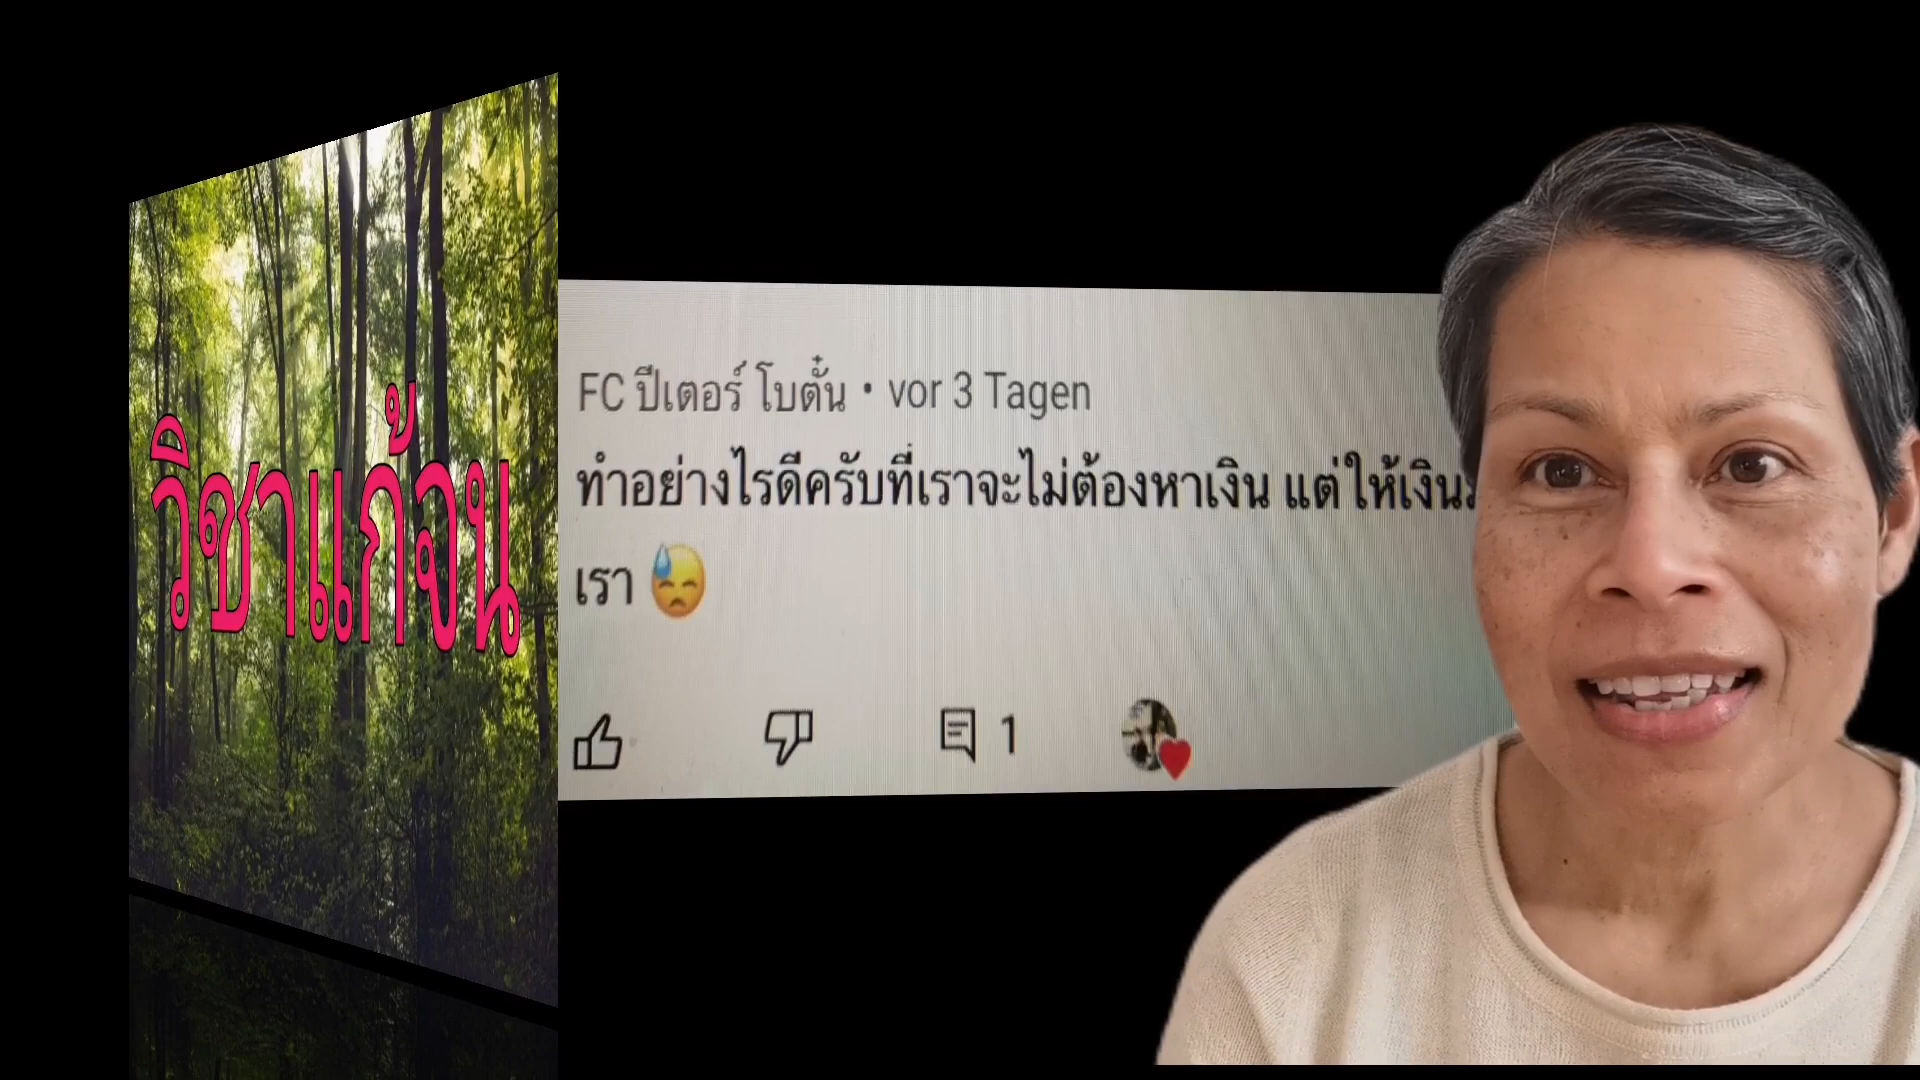 วิชาแก้จน
FC ปีเตอร์ โบตั๋น • vor 3 Tagen
ทำอย่างไรดีครับที่เราจะไม่ต้องหาเงิน แต่ให้เงิน
เรา 😓
1